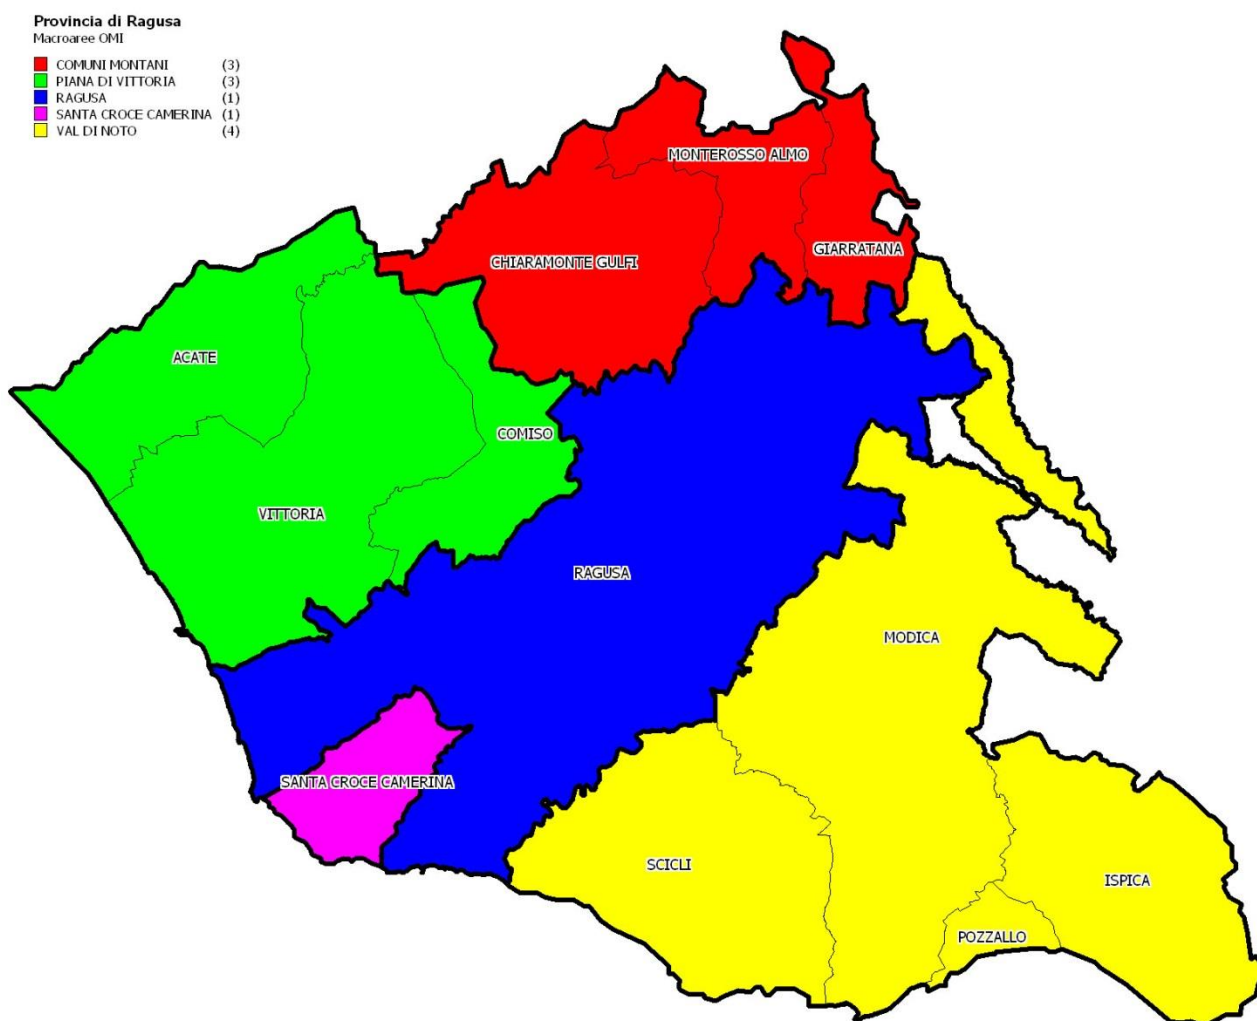 Provincia di Ragusa
Macroaree OMI
COMUNI MONTANI (3)
PIANA DI VITTORIA (3)
RAGUSA (1)
SANTA CROCE CAMERINA (1)
VAL DI NOTO (4)
MONTEROSSO ALMO
GIARRATANA
CHIARAMONTE GULFI
ACATE
COMISO
VITTORIA
RAGUSA
MODICA
SANTA CROCE CAMERINA
SCICLI
ISPICA
POZZALLO